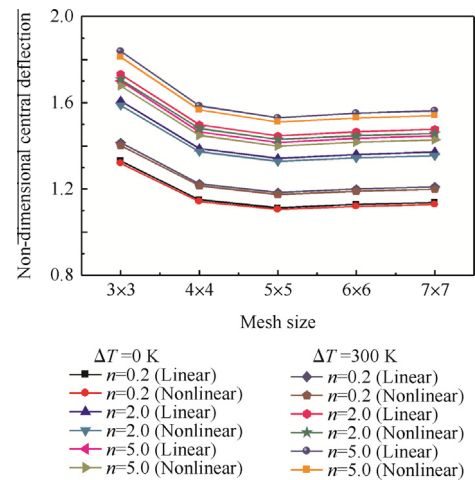 Non-dimensional central deflection
2.0
1.6
1.2
0.8
3×3 4×4 5×5 6×6 7×7
Mesh size
ΔT =0 K
n=0.2 (Linear)
n=0.2 (Nonlinear)
n=2.0 (Linear)
n=2.0 (Nonlinear)
n=5.0 (Linear)
n=5.0 (Nonlinear)
ΔT=300 K
n=0.2 (Linear)
n=0.2 (Nonlinear)
n=2.0 (Linear)
n=2.0 (Nonlinear)
n=5.0 (Linear)
n=5.0 (Nonlinear)